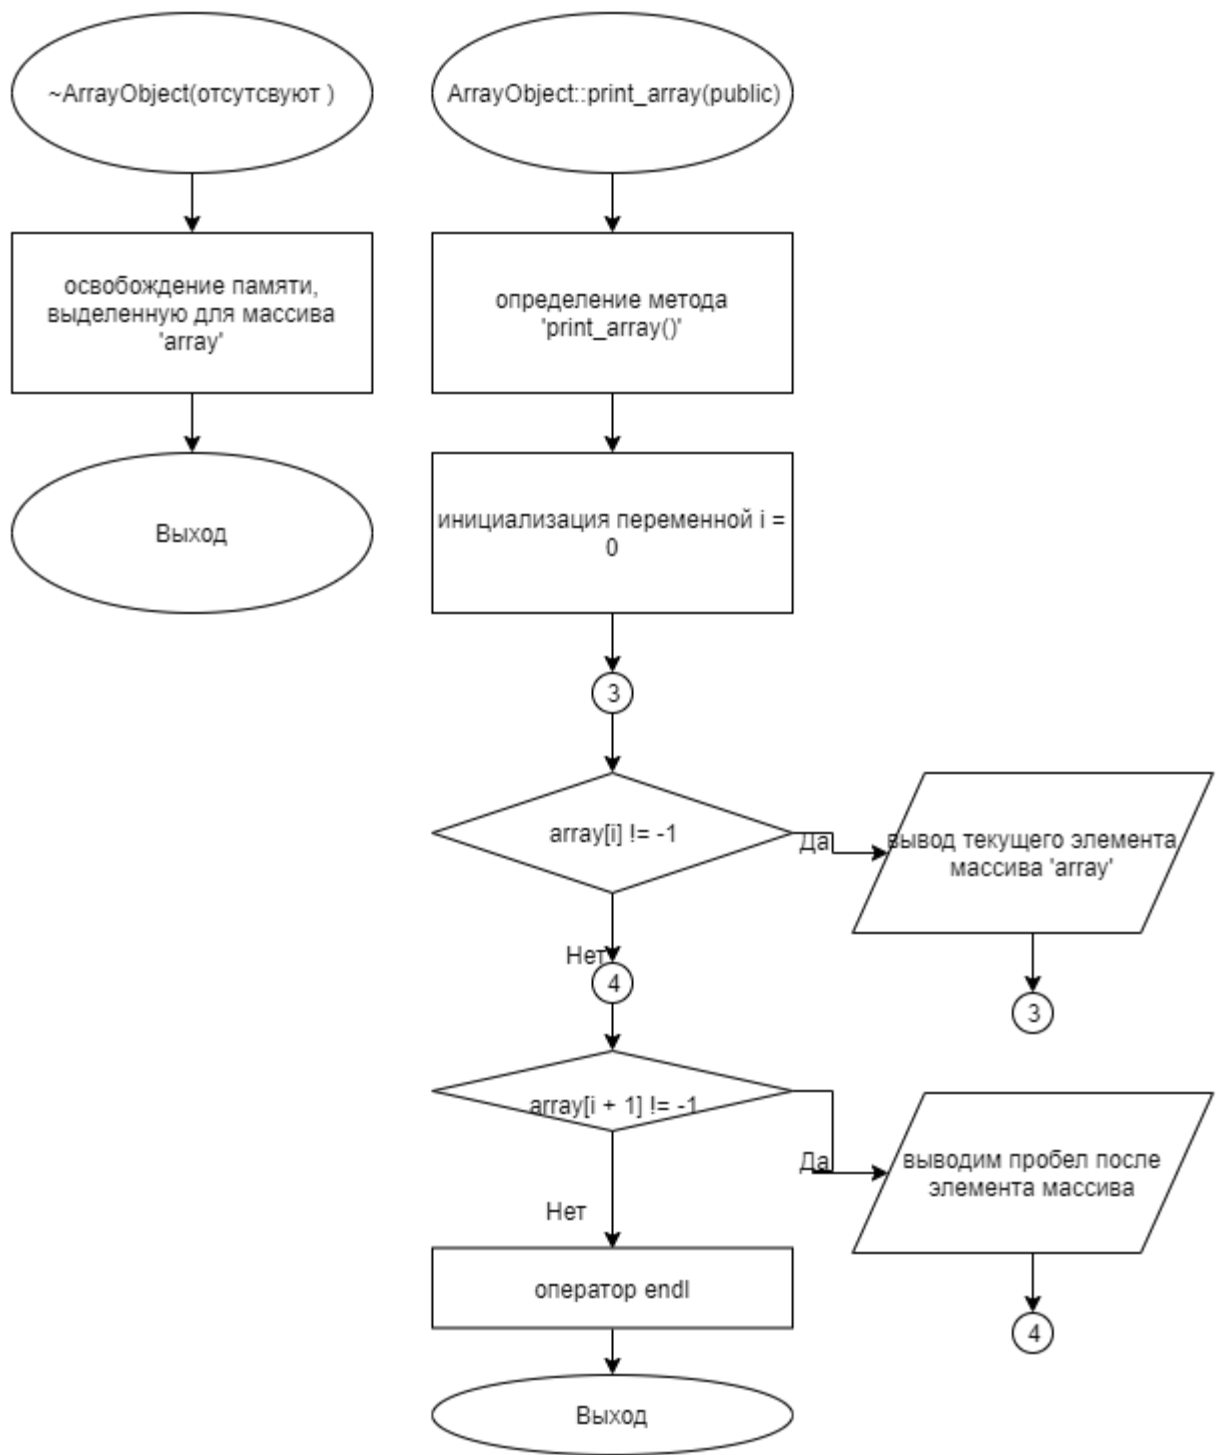 ~ArrayObject(отсутсвуют )
освобождение памяти,
выделенную для массива
'array'
Выход
ArrayObject::print_array(public)
определение метода
'print_array()'
инициализация переменной i =
0
3
array[i] != -1
Да
вывод текущего элемента
массива 'array'
3
Нет
4
array[i + 1] != -1
Да
выводим пробел после
элемента массива
4
Нет
оператор endl
Выход